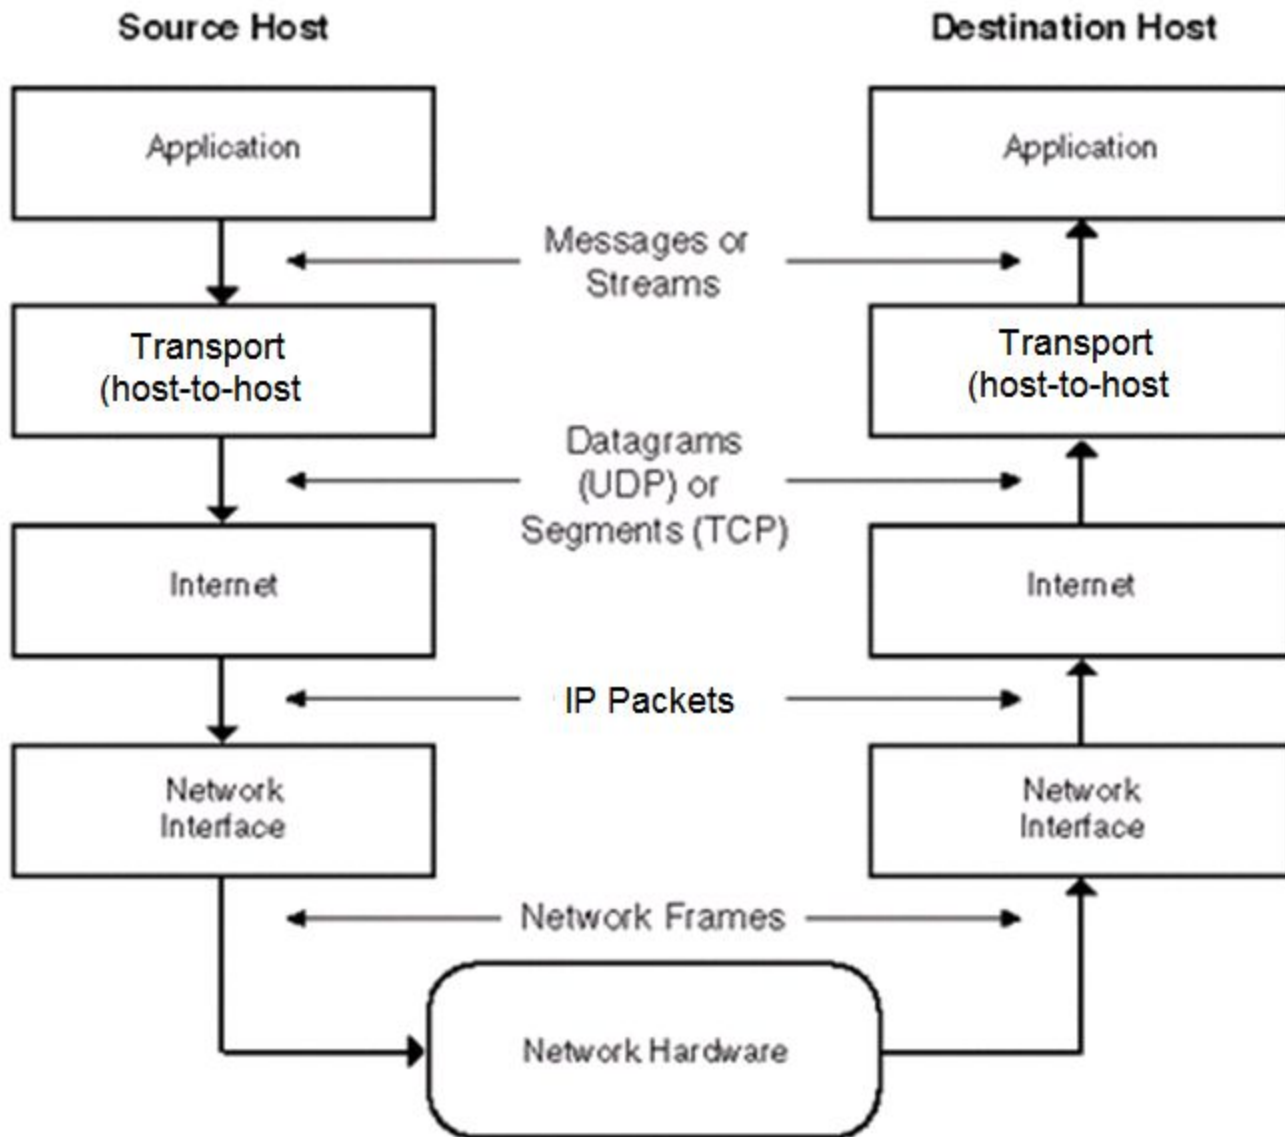 Source Host
Destination Host
Application
Application
Messages or
Streams
Transport
(host-to-host
Transport
(host-to-host
Datagrams
(UDP) or
Segments (TCP)
Internet
Internet
IP Packets
Network
Interface
Network
Interface
Network Frames
Network Hardware